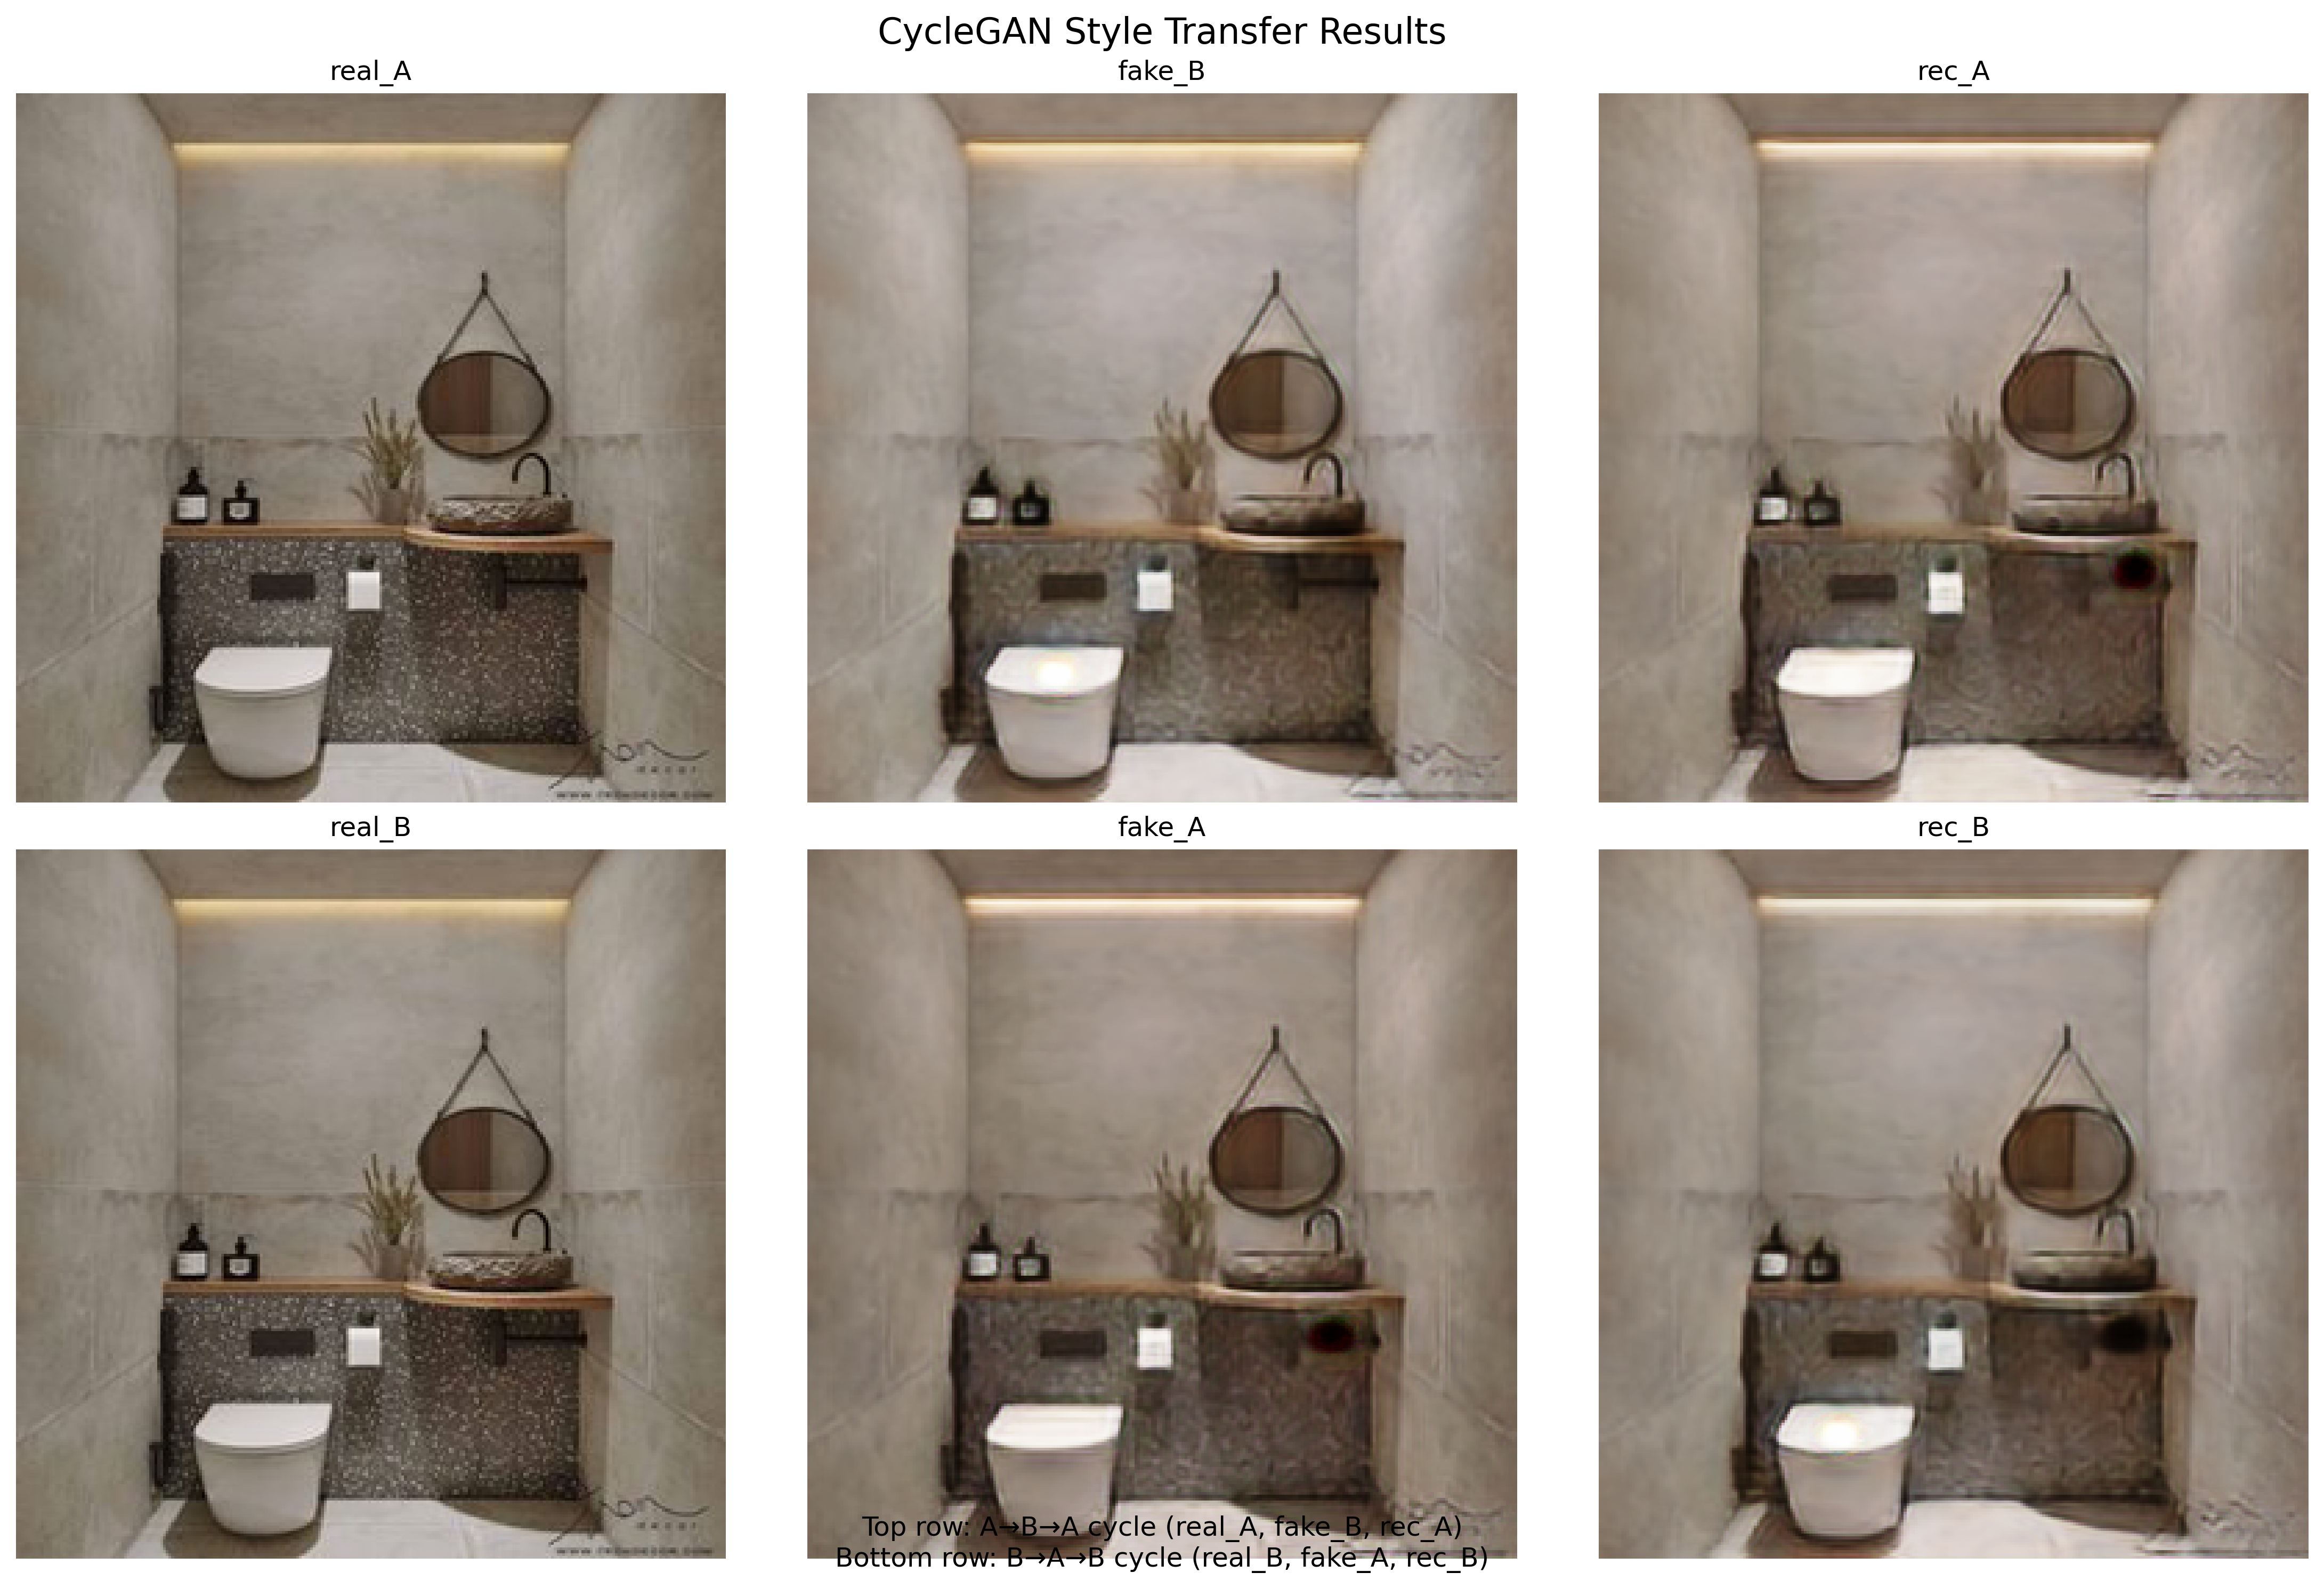 CycleGAN Style Transfer Results
real_A
fake_B
rec_A
real_B
fake_A
rec_B
Top row: A→B→A cycle (real_A, fake_B, rec_A)
Bottom row: B→A→B cycle (real_B, fake_A, rec_B)